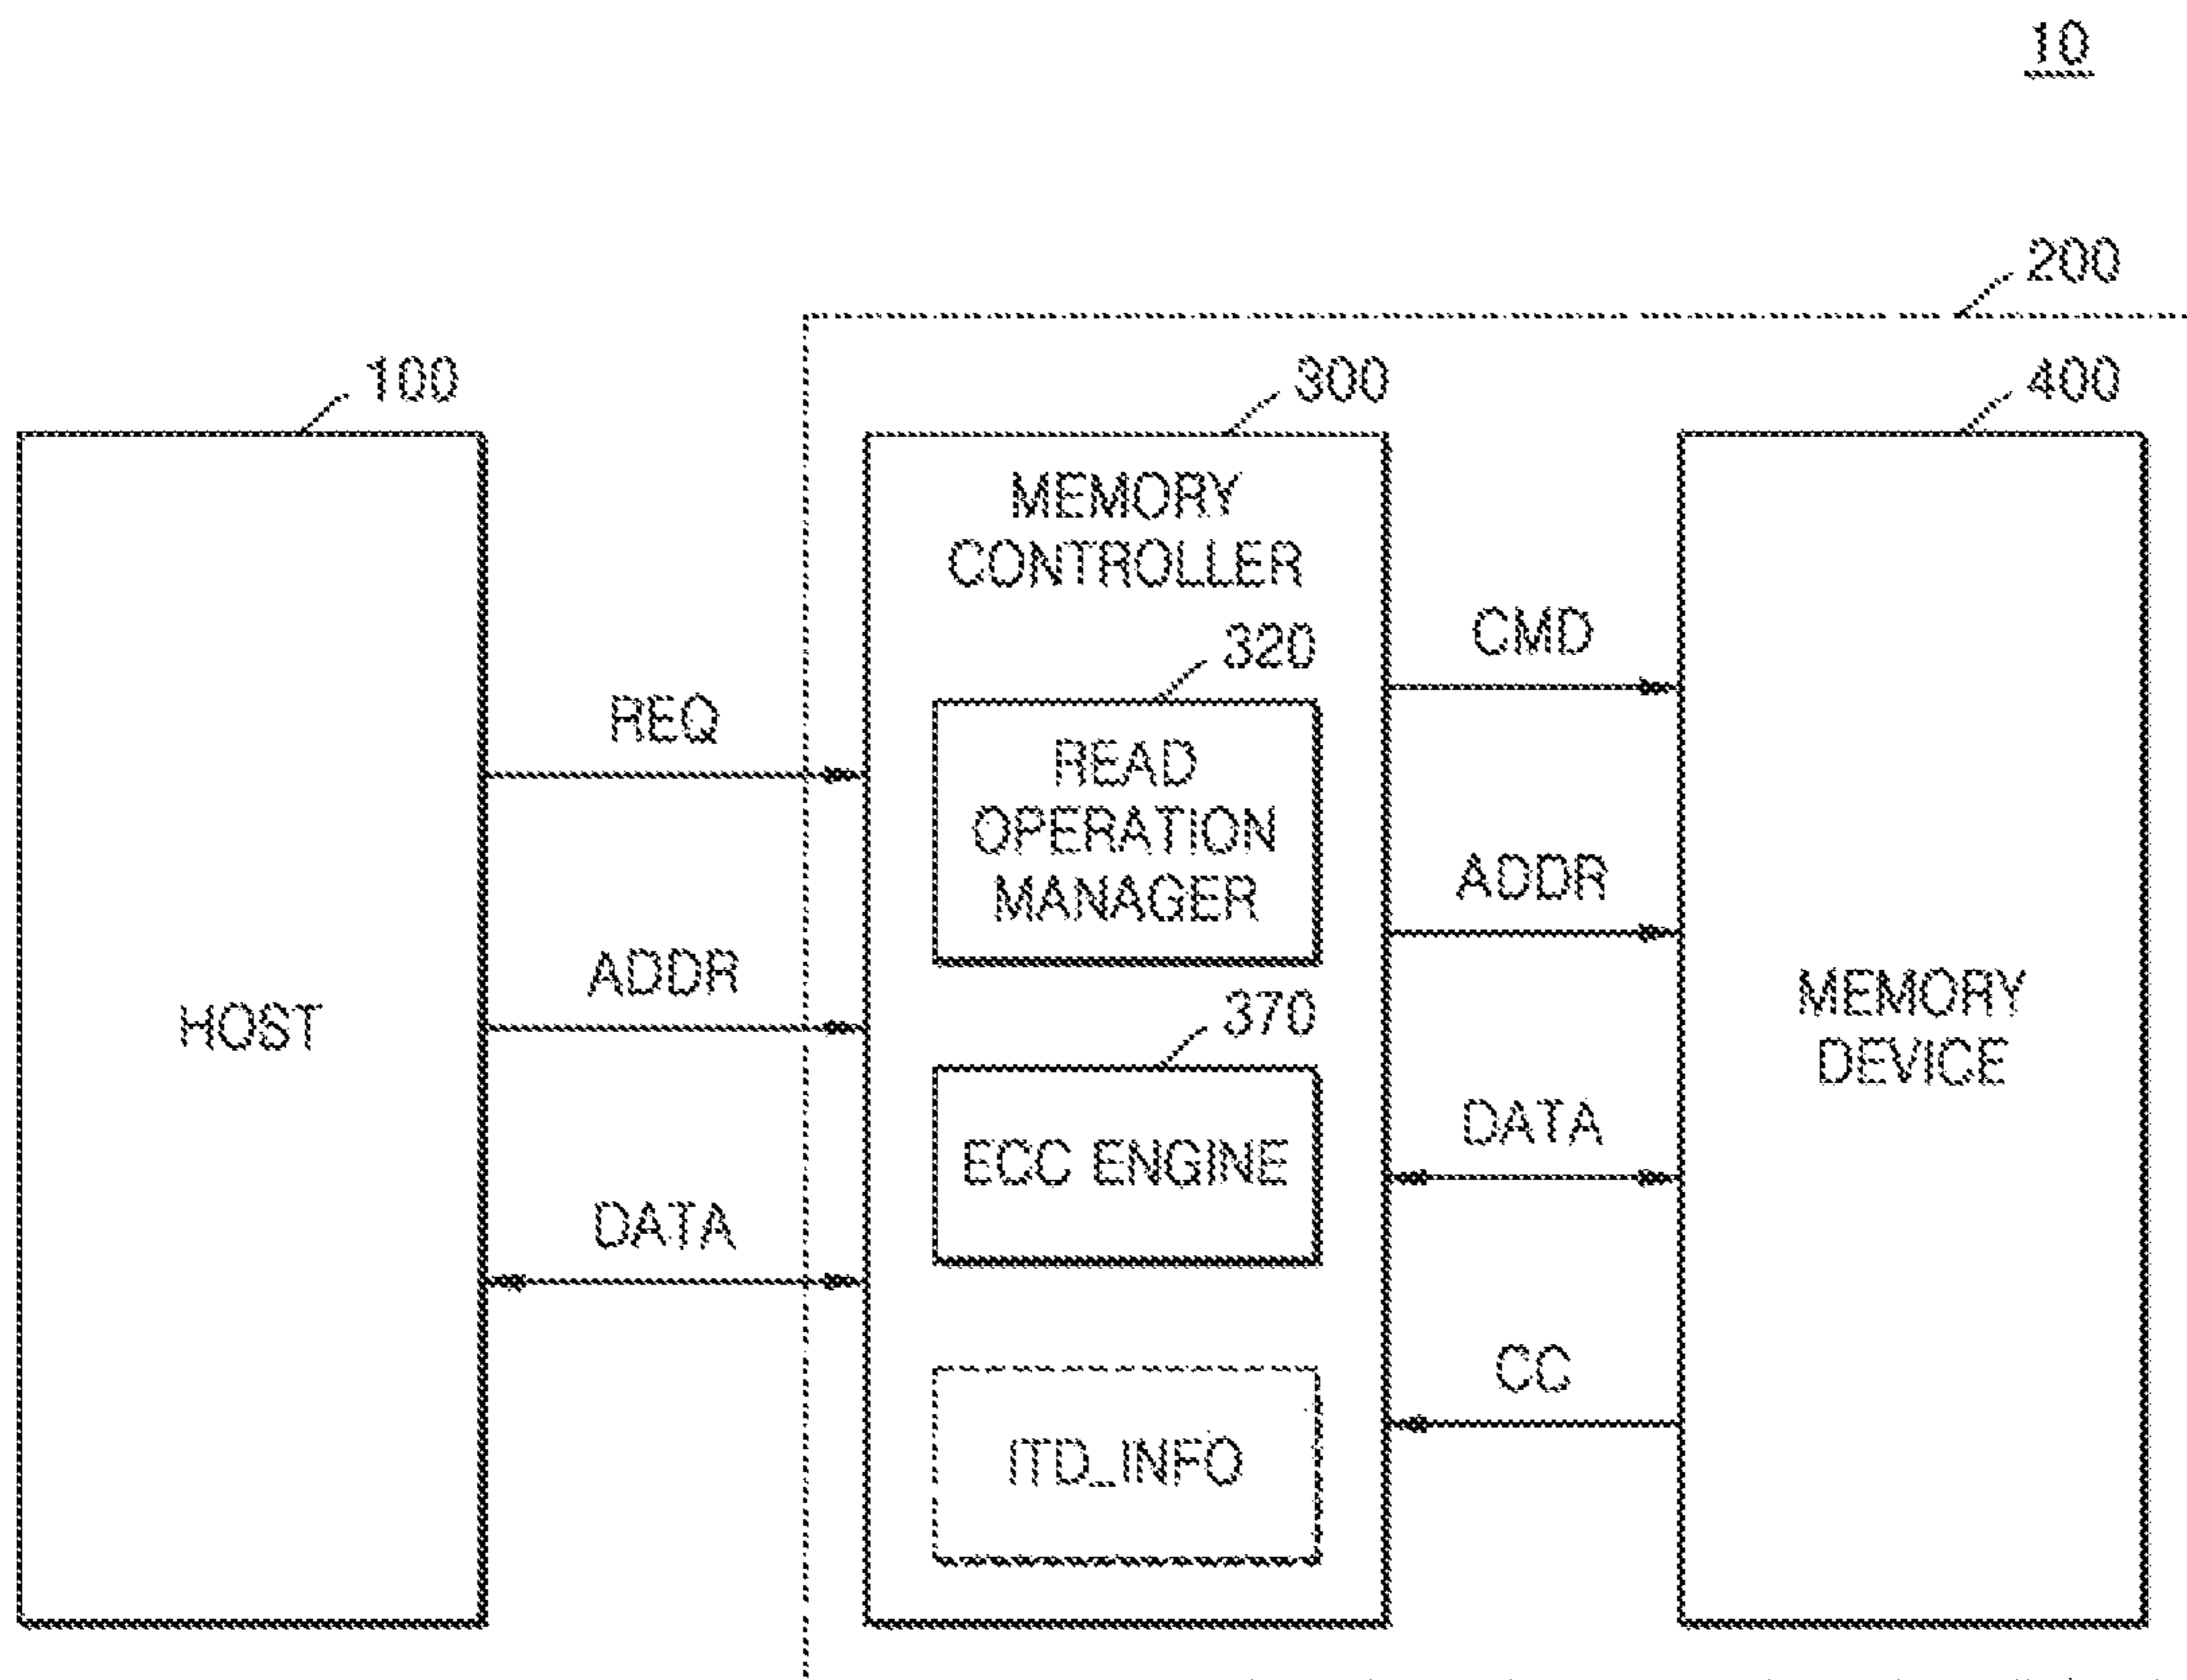 10
200
100
300
400
MEMORY
CONTROLLER
320
READ
OPERATION
MANAGER
370
ECC ENGINE
ITD_INFO
HOST
REQ
ADDR
DATA
CMD
ADDR
DATA
CC
MEMORY
DEVICE